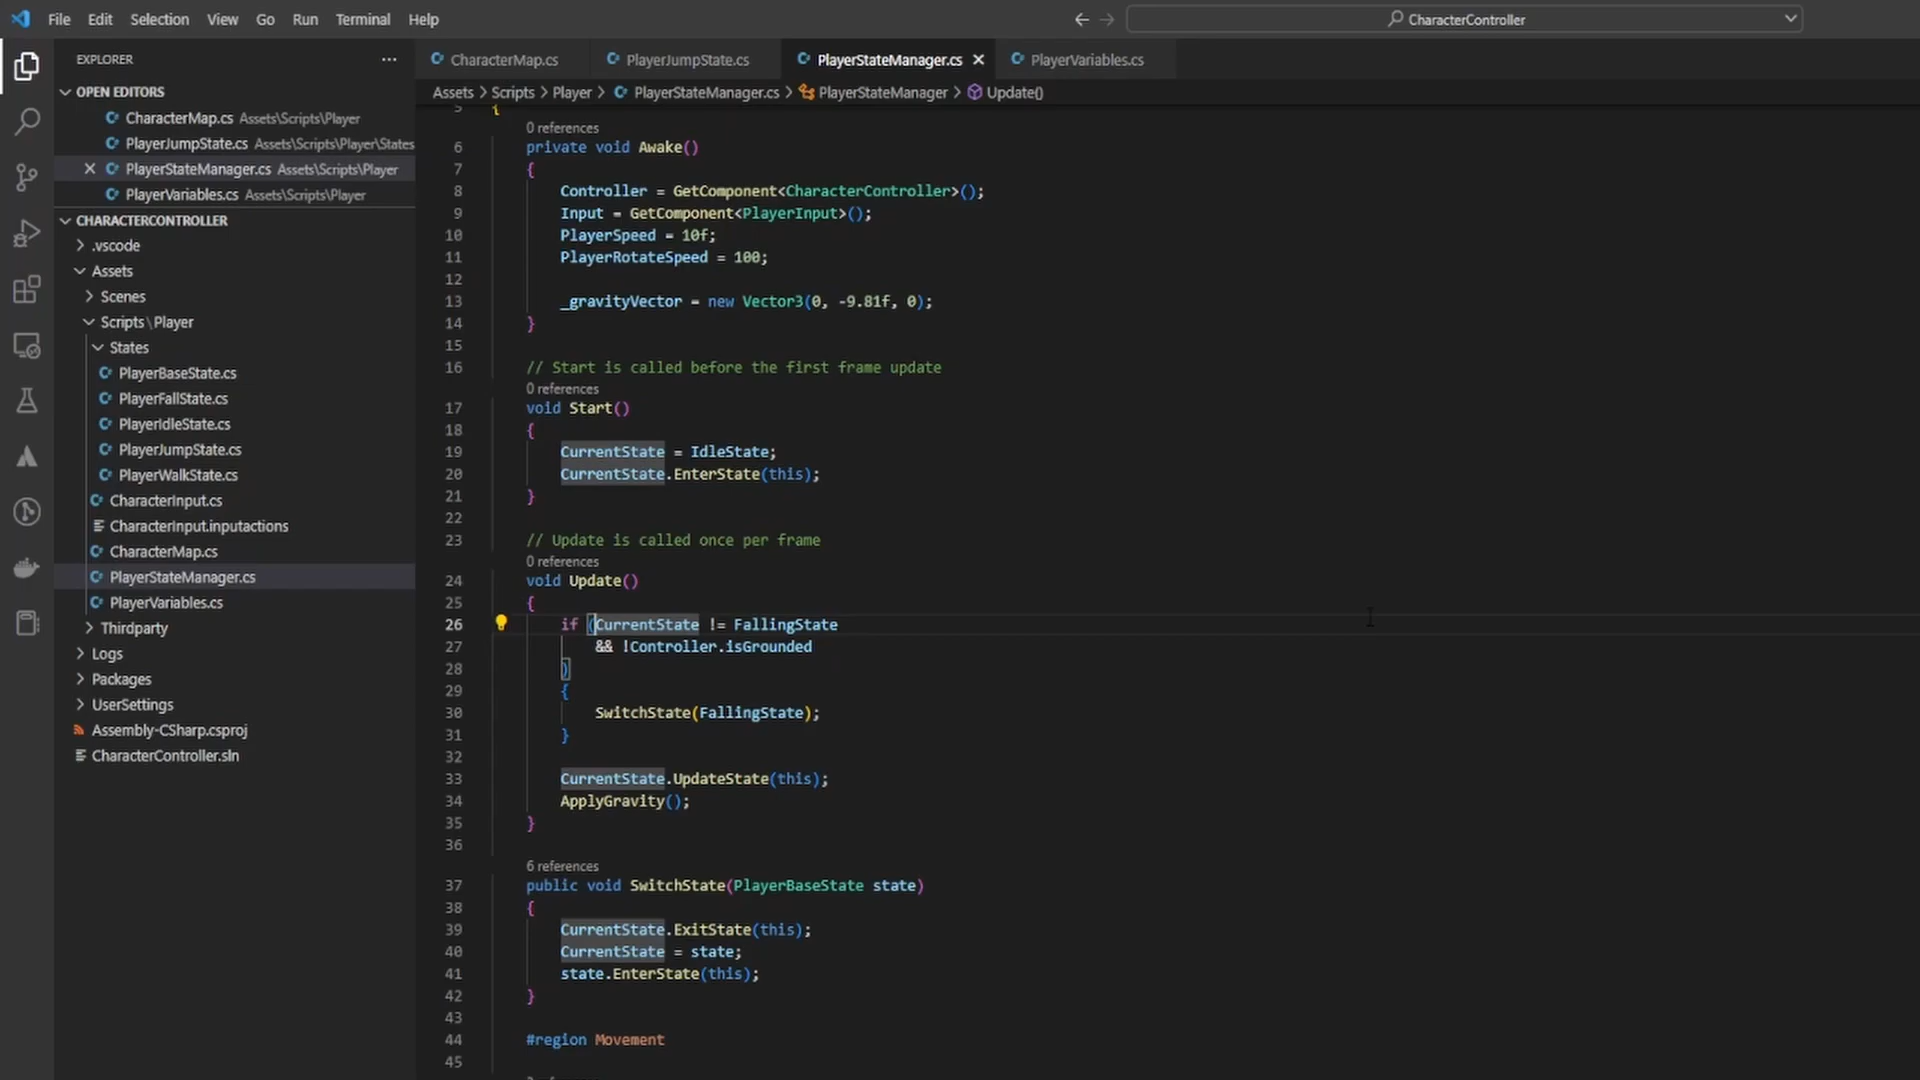 File Edit Selection View Go Run Terminal Help
CharacterController
EXPLORER
OPEN EDITORS
CharacterMap.cs Assets\Scripts\Player
PlayerJumpState.cs Assets\Scripts\Player\States
PlayerStateManager.cs Assets\Scripts\Player
PlayerVariables.cs Assets\Scripts\Player
CHARACTERCONTROLLER
.vscode
Assets
Scenes
Scripts\Player
States
PlayerBaseState.cs
PlayerFallState.cs
PlayerIdleState.cs
PlayerJumpState.cs
PlayerWalkState.cs
CharacterInput.cs
CharacterInput.inputactions
CharacterMap.cs
PlayerStateManager.cs
PlayerVariables.cs
Thirdparty
Logs
Packages
UserSettings
Assembly-CSharp.csproj
CharacterController.sln
CharacterMap.cs PlayerJumpState.cs PlayerStateManager.cs PlayerVariables.cs
Assets > Scripts > Player > PlayerStateManager.cs > PlayerStateManager > Update()
5 {
0 references
6 private void Awake()
7 {
8 Controller = GetComponent<CharacterController>();
9 Input = GetComponent<PlayerInput>();
10 PlayerSpeed = 10f;
11 PlayerRotateSpeed = 100;
12
13 _gravityVector = new Vector3(0, -9.81f, 0);
14 }
15
16 // Start is called before the first frame update
0 references
17 void Start()
18 {
19 CurrentState = IdleState;
20 CurrentState.EnterState(this);
21 }
22
23 // Update is called once per frame
0 references
24 void Update()
25 {
26 if (CurrentState != FallingState
27 && !Controller.isGrounded
28 )
29 {
30 SwitchState(FallingState);
31 }
32
33 CurrentState.UpdateState(this);
34 ApplyGravity();
35 }
36
6 references
37 public void SwitchState(PlayerBaseState state)
38 {
39 CurrentState.ExitState(this);
40 CurrentState = state;
41 state.EnterState(this);
42 }
43
44 #region Movement
45